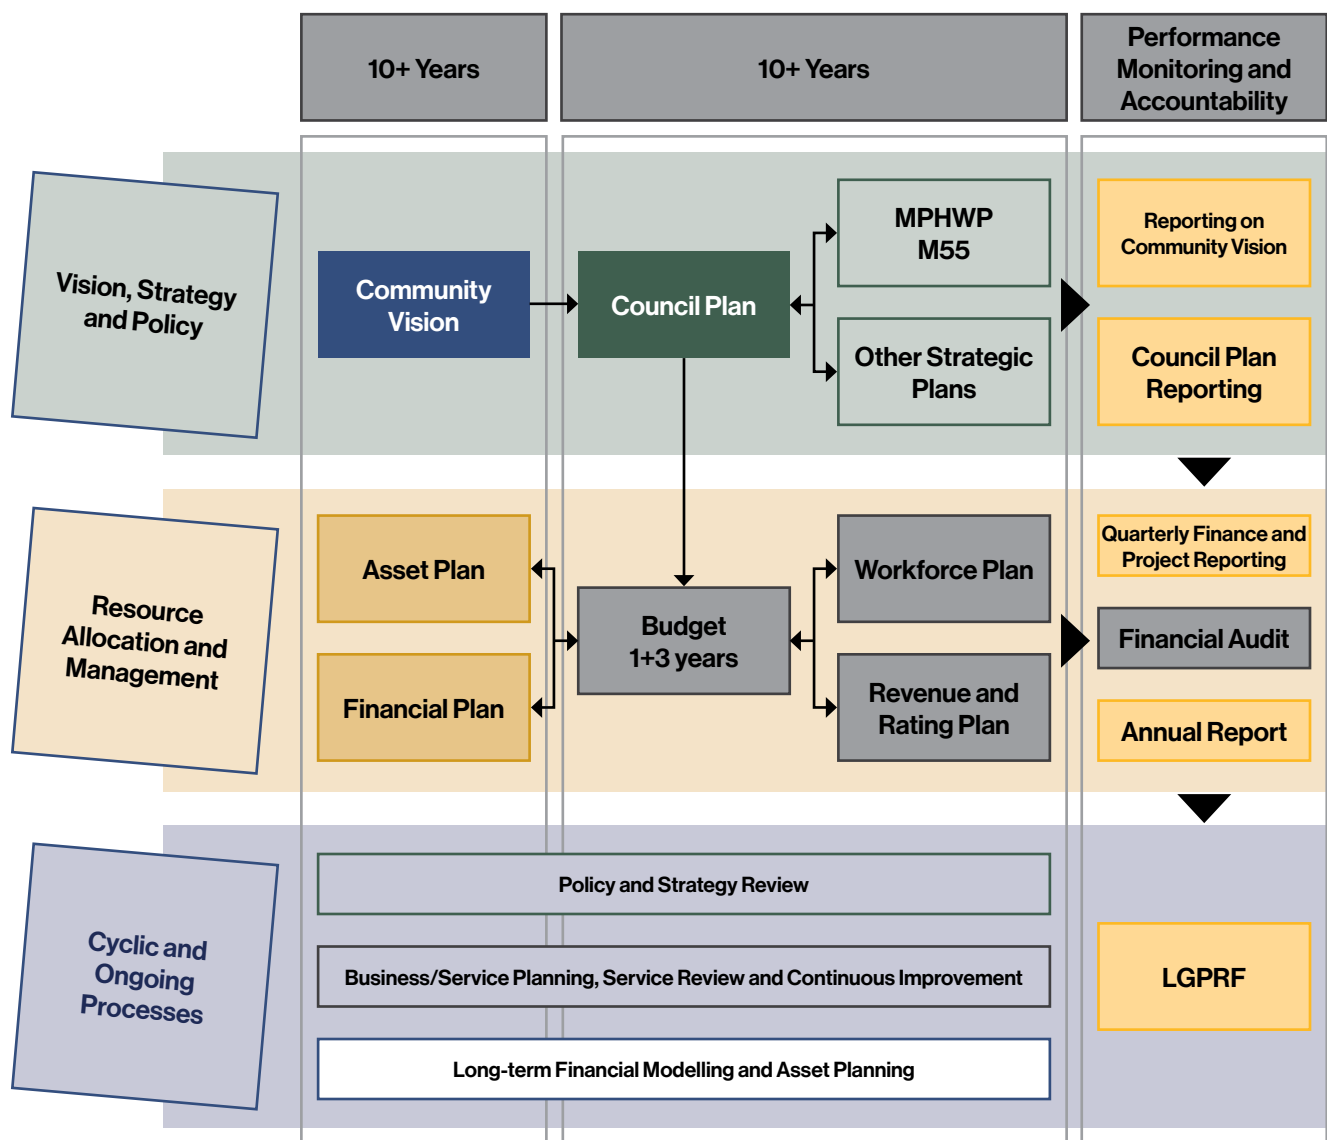 10+ Years
10+ Years
Performance
Monitoring and
Accountability
Vision, Strategy
and Policy
Community
Vision
Council Plan
MPHWP
M55
Other Strategic
Plans
Reporting on
Community Vision
Council Plan
Reporting
Resource
Allocation and
Management
Asset Plan
Financial Plan
Budget
1+3 years
Workforce Plan
Revenue and
Rating Plan
Quarterly Finance and
Project Reporting
Financial Audit
Annual Report
Cyclic and
Ongoing
Processes
Policy and Strategy Review
Business/Service Planning, Service Review and Continuous Improvement
Long-term Financial Modelling and Asset Planning
LGPRF